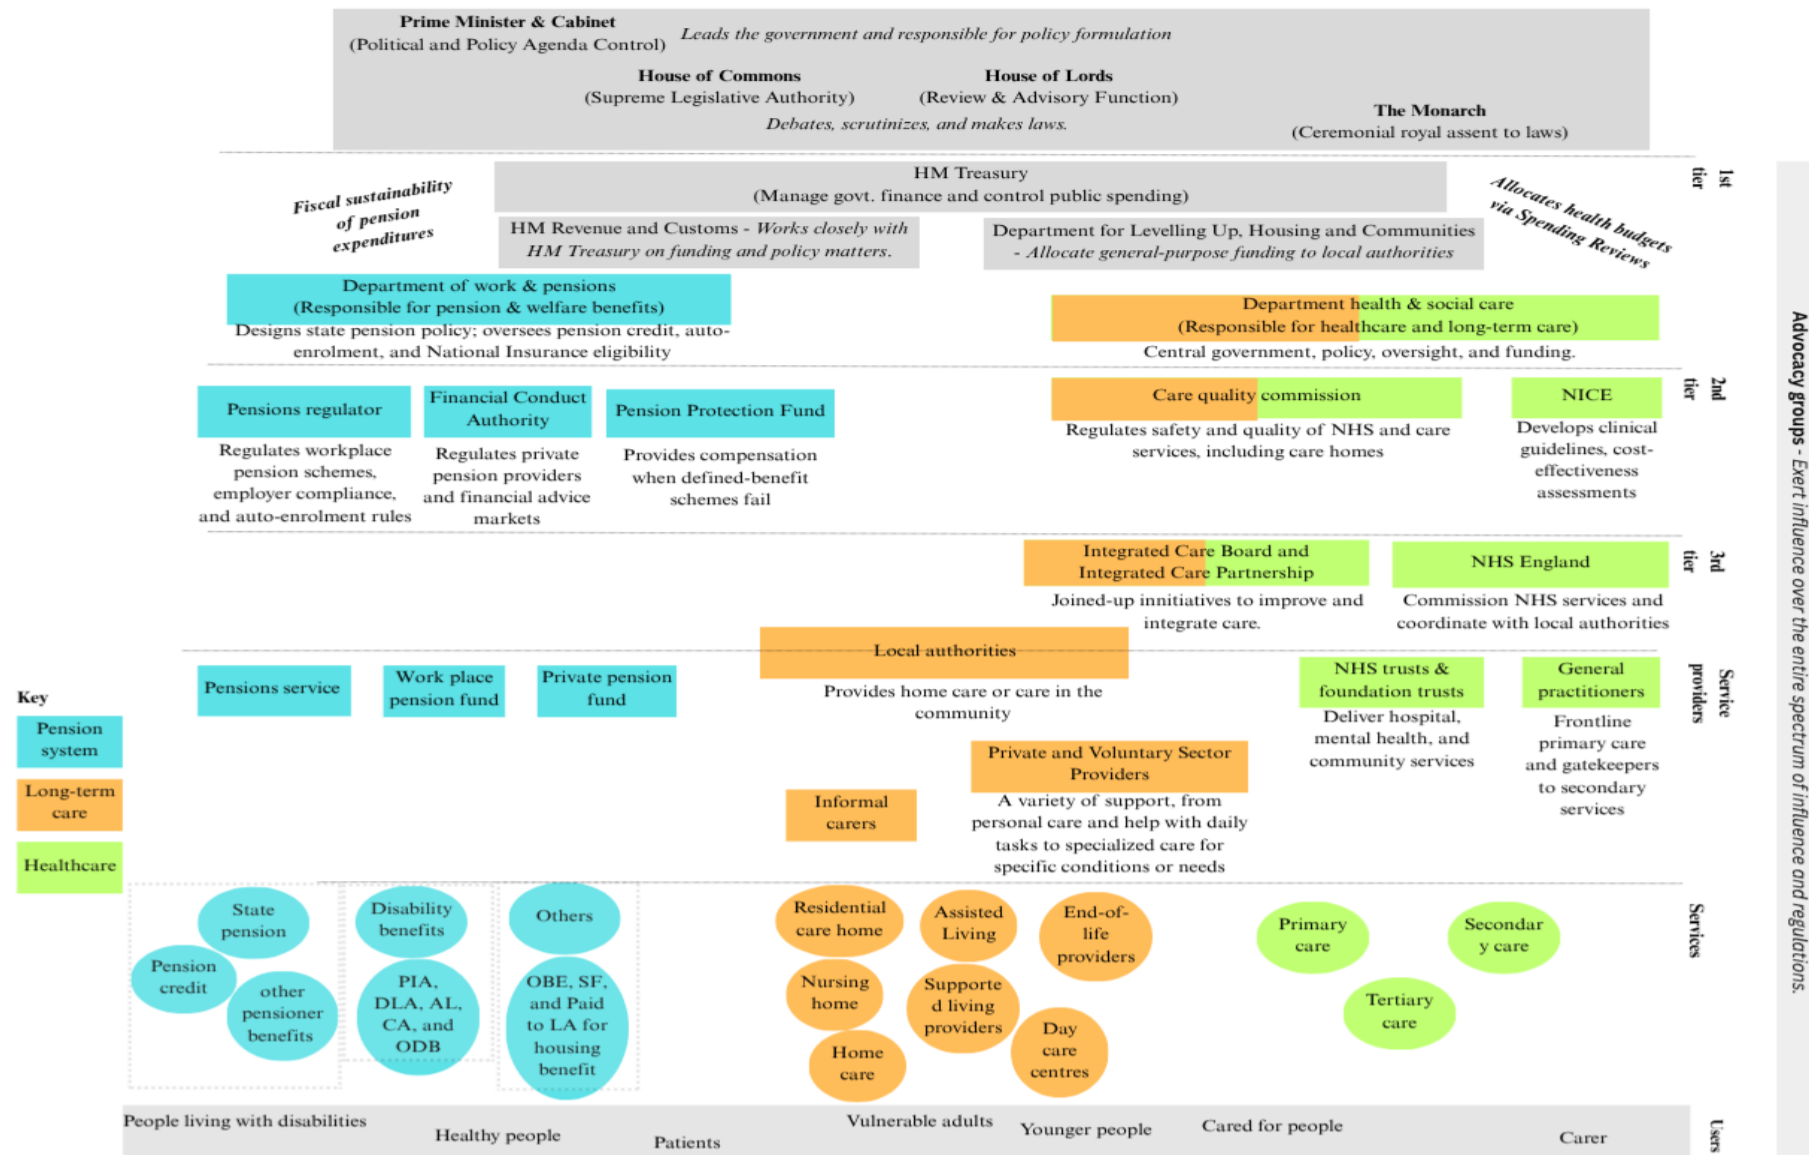 Prime Minister & Cabinet
(Political and Policy Agenda Control)
Leads the government and responsible for policy formulation
House of Commons
(Supreme Legislative Authority)
House of Lords
(Review & Advisory Function)
Debates, scrutinizes, and makes laws.
The Monarch
(Ceremonial royal assent to laws)
1st
tier
Fiscal sustainability
of pension
expenditures
HM Treasury
(Manage govt. finance and control public spending)
HM Revenue and Customs - Works closely with
HM Treasury on funding and policy matters.
Department for Levelling Up, Housing and Communities
- Allocate general-purpose funding to local authorities
Allocates health budgets
via Spending Reviews
Department of work & pensions
(Responsible for pension & welfare benefits)
Designs state pension policy; oversees pension credit, auto-
enrolment, and National Insurance eligibility
Department health & social care
(Responsible for healthcare and long-term care)
Central government, policy, oversight, and funding.
2nd
tier
Pensions regulator
Regulates workplace
pension schemes,
employer compliance,
and auto-enrolment rules
Financial Conduct
Authority
Regulates private
pension providers
and financial advice
markets
Pension Protection Fund
Provides compensation
when defined-benefit
schemes fail
Care quality commission
Regulates safety and quality of NHS and care
services, including care homes
NICE
Develops clinical
guidelines, cost-
effectiveness
assessments
3rd
tier
Integrated Care Board and
Integrated Care Partnership
Joined-up innitiatives to improve and
integrate care.
NHS England
Commission NHS services and
coordinate with local authorities
Local authorities
Provides home care or care in the
community
Service
providers
Pensions service
Work place
pension fund
Private pension
fund
NHS trusts &
foundation trusts
Deliver hospital,
mental health, and
community services
General
practitioners
Frontline
primary care
and gatekeepers
to secondary
services
Private and Voluntary Sector
Providers
A variety of support, from
personal care and help with daily
tasks to specialized care for
specific conditions or needs
Informal
carers
Key
Pension
system
Long-term
care
Healthcare
Services
State
pension
Pension
credit
other
pensioner
benefits
Disability
benefits
PIA,
DLA, AL,
CA, and
ODB
Others
OBE, SF,
and Paid
to LA for
housing
benefit
Residential
care home
Assisted
Living
End-of-
life
providers
Nursing
home
Supporte
d living
providers
Home
care
Day
care
centres
Primary
care
Secondar
y care
Tertiary
care
Users
People living with disabilities
Healthy people
Patients
Vulnerable adults
Younger people
Cared for people
Carer
Advocacy groups - Exert influence over the entire spectrum of influence and regulations.